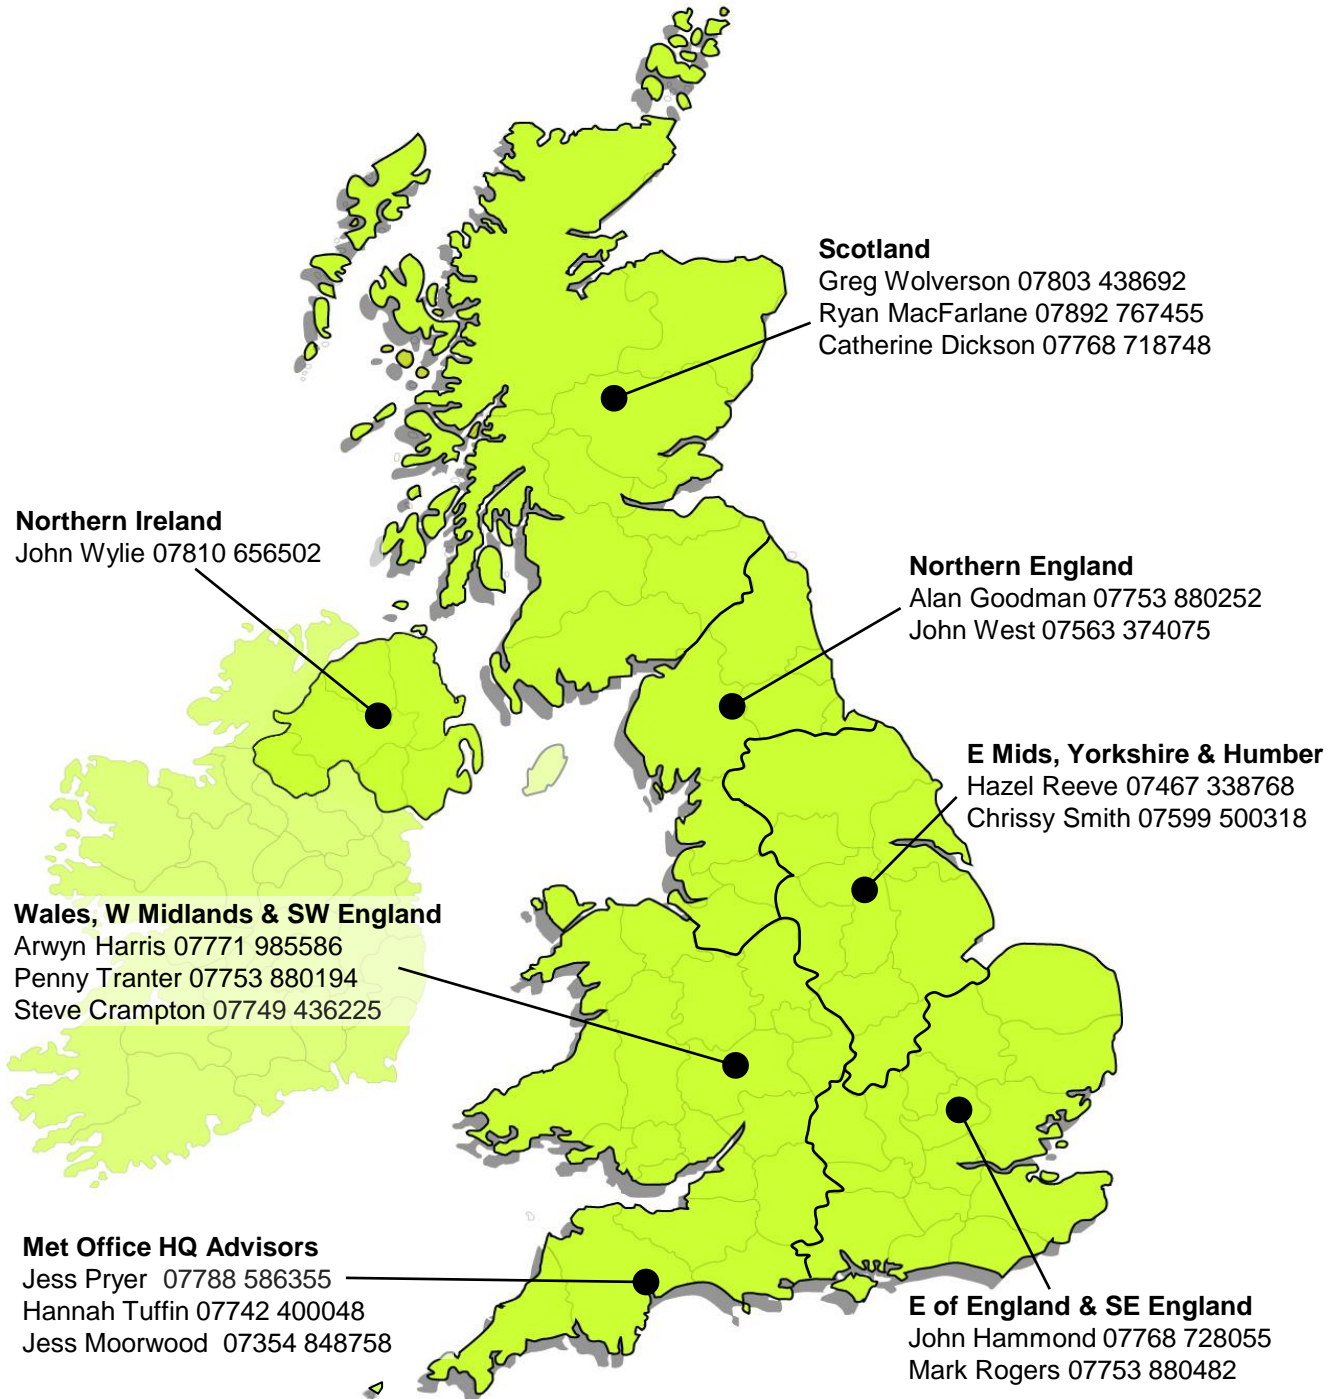 Scotland
Greg Wolverson 07803 438692
Ryan MacFarlane 07892 767455
Catherine Dickson 07768 718748
Northern Ireland
John Wylie 07810 656502
Northern England
Alan Goodman 07753 880252
John West 07563 374075
E Mids, Yorkshire & Humber
Hazel Reeve 07467 338768
Chrissy Smith 07599 500318
Wales, W Midlands & SW England
Arwyn Harris 07771 985586
Penny Tranter 07753 880194
Steve Crampton 07749 436225
Met Office HQ Advisors
Jess Pryer 07788 586355
Hannah Tuffin 07742 400048
Jess Moorwood 07354 848758
E of England & SE England
John Hammond 07768 728055
Mark Rogers 07753 880482